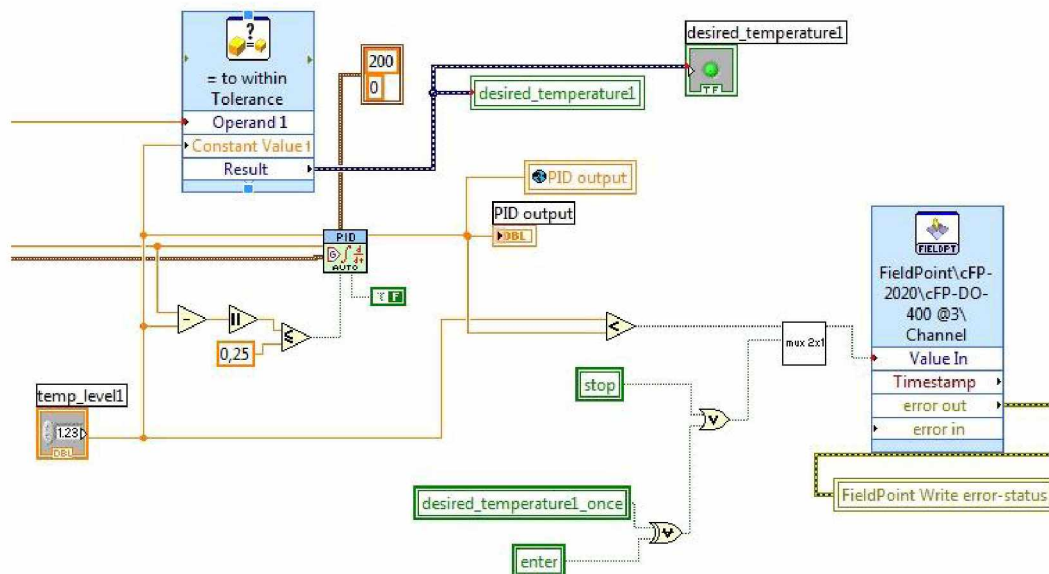 ?
= to within
Tolerance
Operand 1
Constant Value 1
Result
200
0
desired_temperature1
TF
desired_temperature1
PID output
PID output
DBL
PID
AUTO
F
0,25
temp_level1
1.23
DBL
stop
mux 2x1
desired_temperature1_once
enter
FIELDPT
FieldPoint\cFP-
2020\cFP-DO-
400 @3\
Channel
Value In
Timestamp
error out
error in
FieldPoint Write error-status